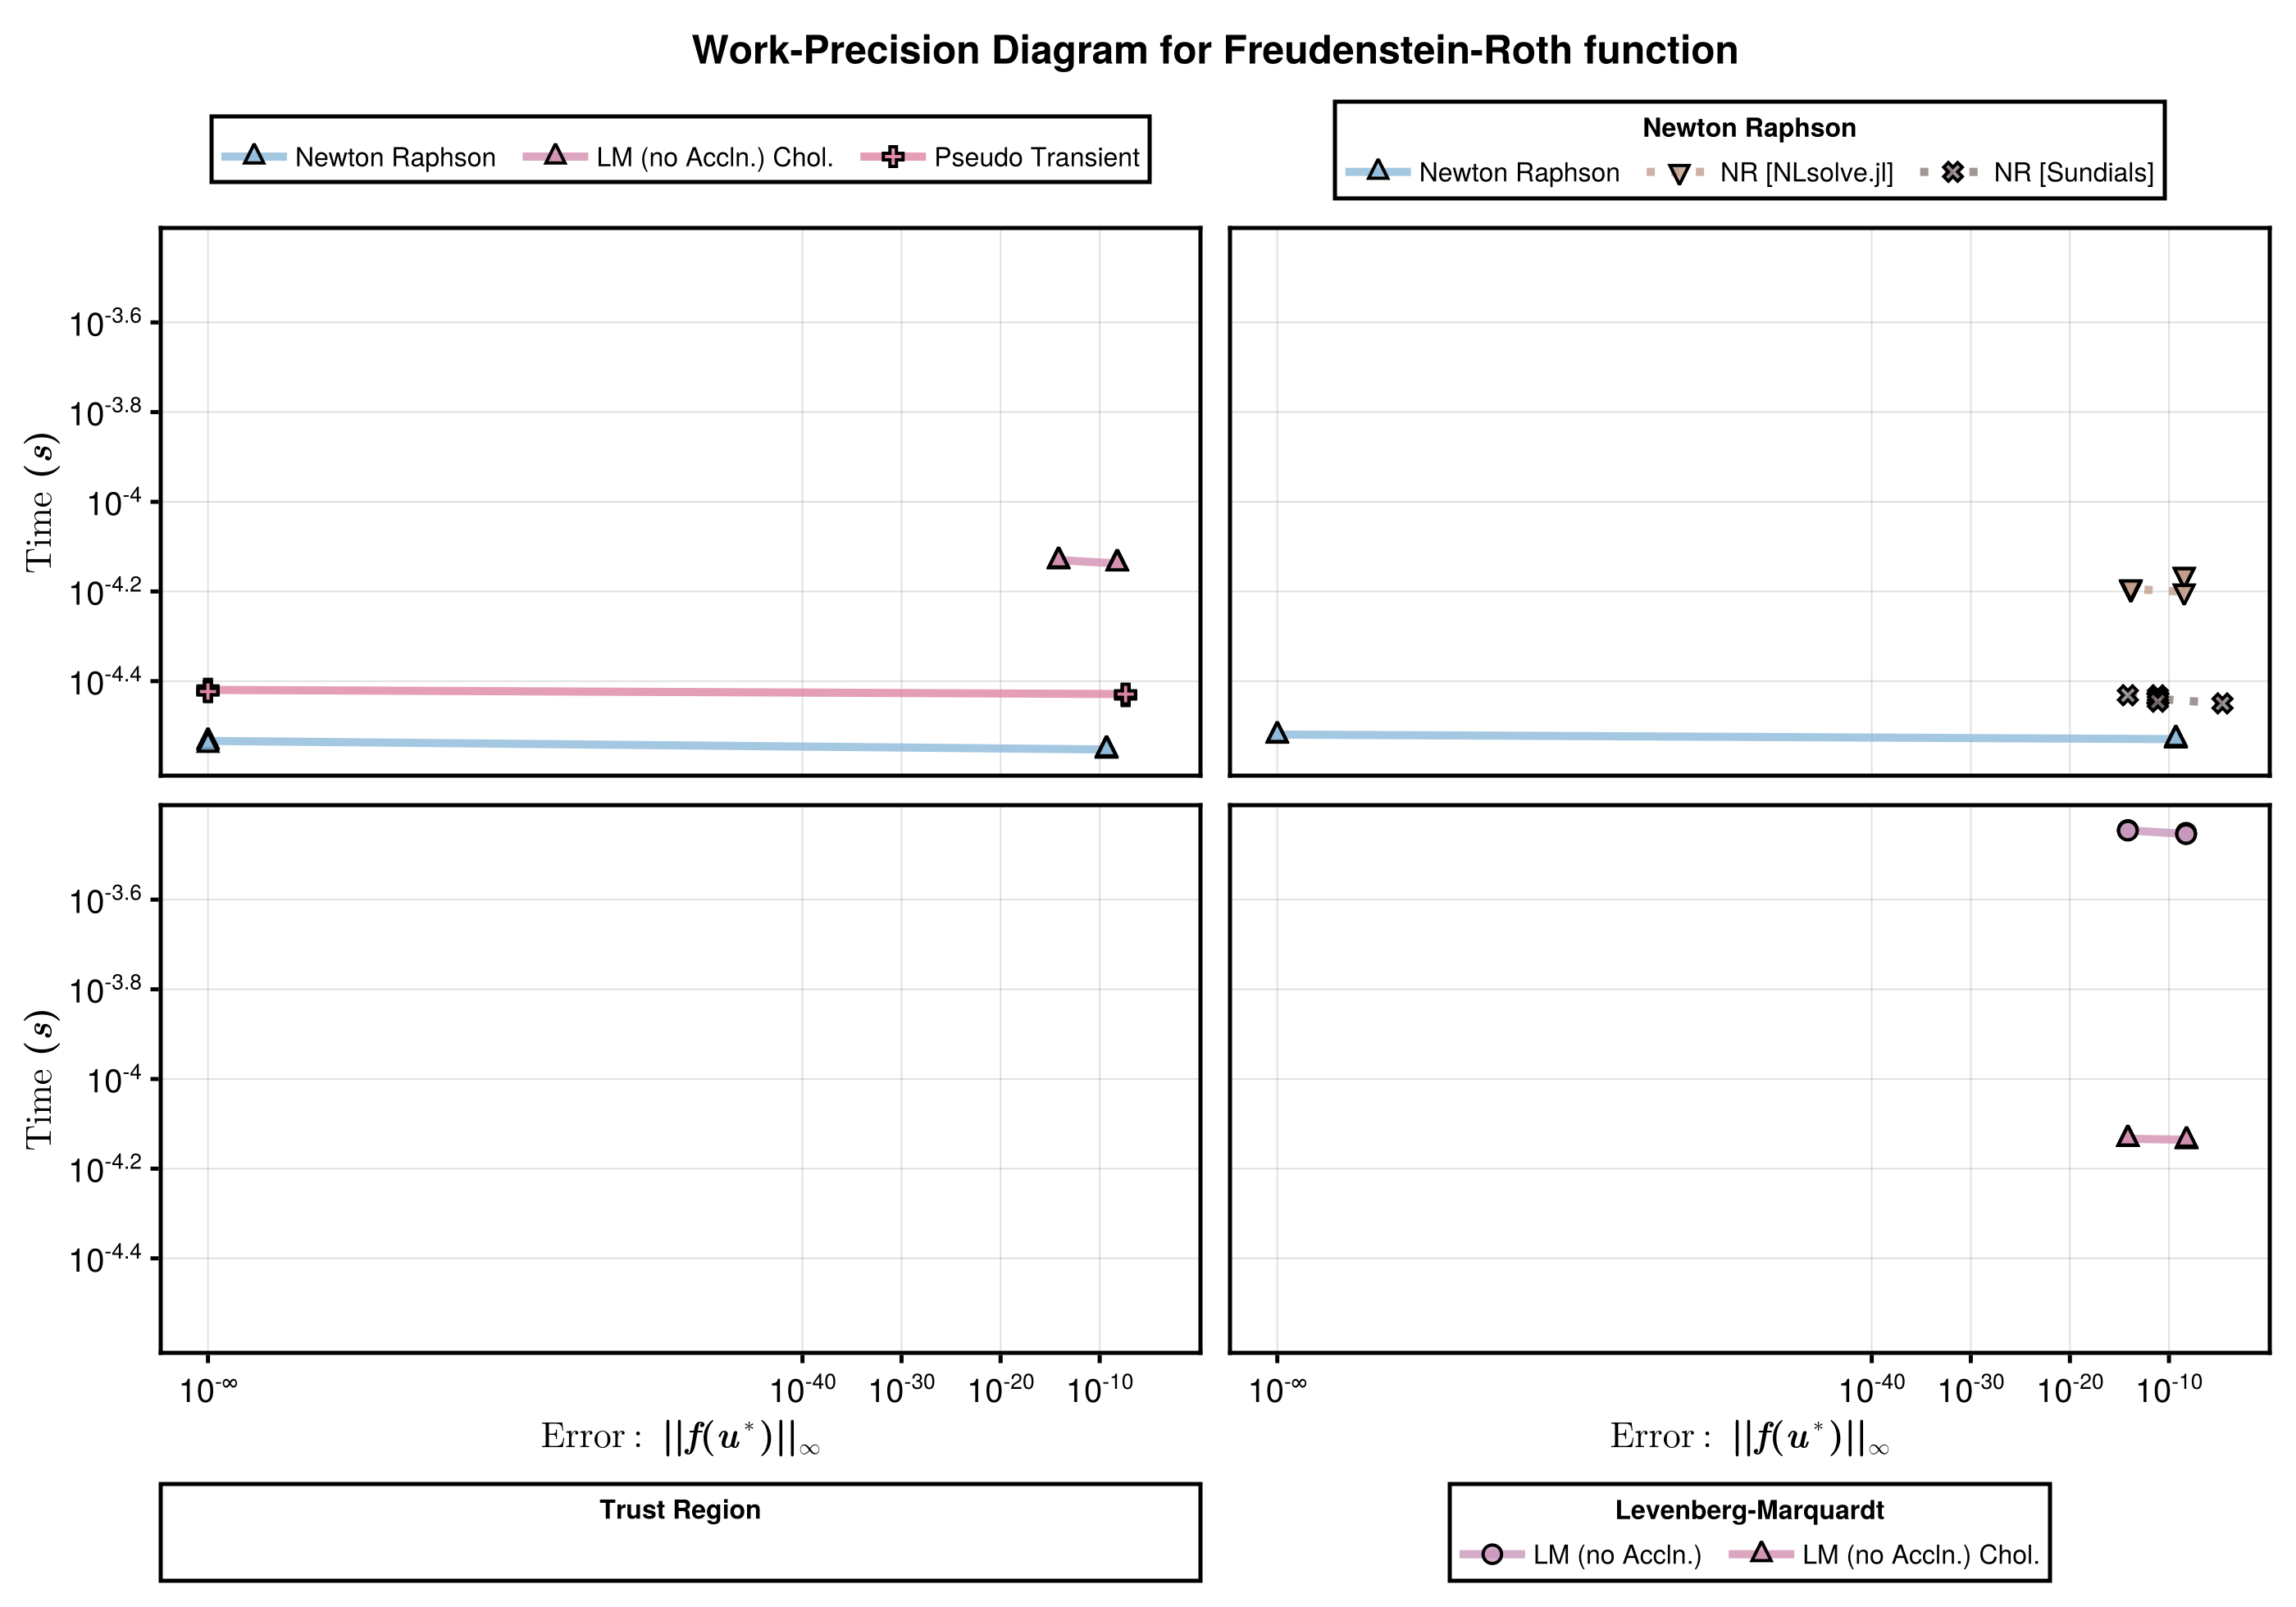 Work-Precision Diagram for Freudenstein-Roth function
Newton Raphson LM (no Accln.) Chol. Pseudo Transient
Newton Raphson
Newton Raphson NR [NLsolve.jl] NR [Sundials]
Time (s)
10^-3.6
10^-3.8
10^-4
10^-4.2
10^-4.4
Time (s)
10^-3.6
10^-3.8
10^-4
10^-4.2
10^-4.4
10^-∞ 10^-40 10^-30 10^-20 10^-10
10^-∞ 10^-40 10^-30 10^-20 10^-10
Error: ||f(u*)||∞
Error: ||f(u*)||∞
Trust Region
Levenberg-Marquardt
LM (no Accln.) LM (no Accln.) Chol.